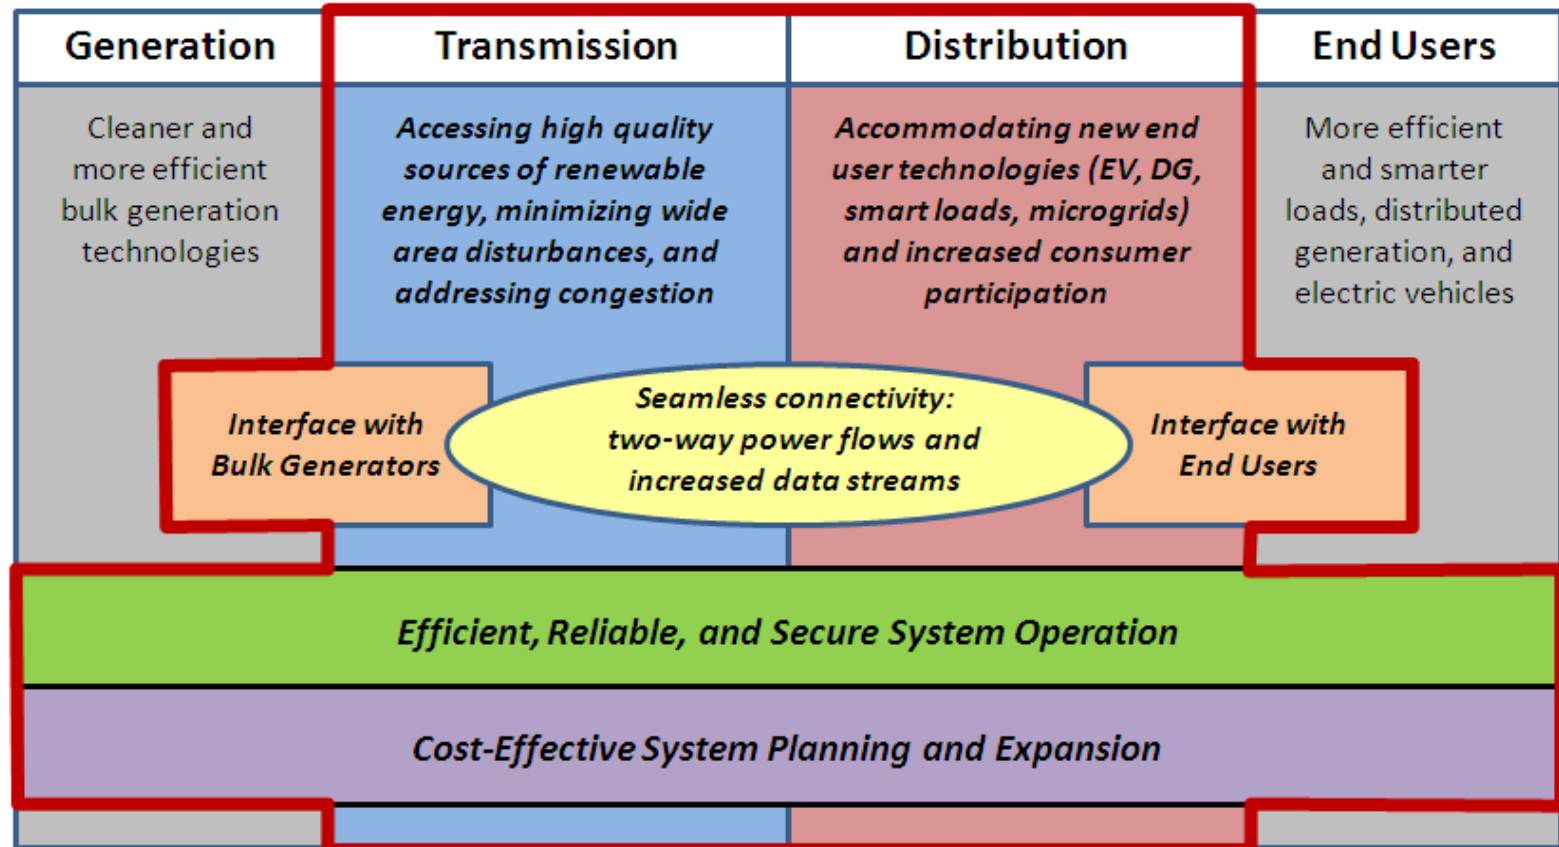 Generation
Transmission
Distribution
End Users
Cleaner and
more efficient
bulk generation
technologies
Accessing high quality
sources of renewable
energy, minimizing wide
area disturbances, and
addressing congestion
Accommodating new end
user technologies (EV, DG,
smart loads, microgrids)
and increased consumer
participation
More efficient
and smarter
loads, distributed
generation, and
electric vehicles
Interface with
Bulk Generators
Seamless connectivity:
two-way power flows and
increased data streams
Interface with
End Users
Efficient, Reliable, and Secure System Operation
Cost-Effective System Planning and Expansion